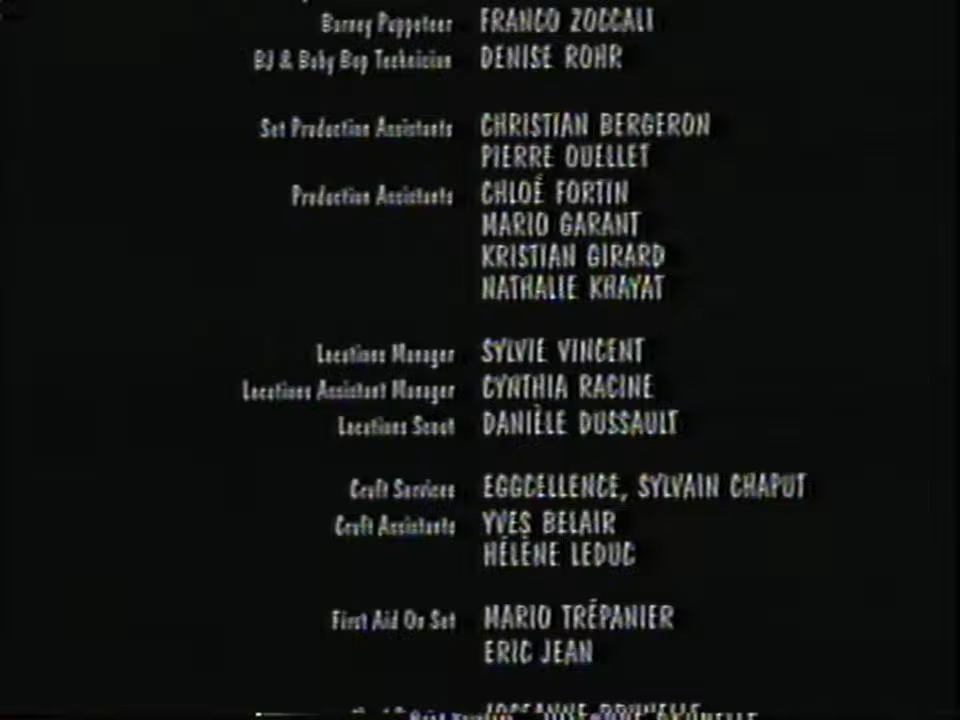 Barney Puppeteer FRANCO ZOCCALI
BJ & Baby Bop Technician DENISE ROHR
Set Production Assistants CHRISTIAN BERGERON
PIERRE OUELLET
Production Assistants CHLOÉ FORTIN
MARIO GARANT
KRISTIAN GIRARD
NATHALIE KHAYAT
Locations Manager SYLVIE VINCENT
Locations Assistant Manager CYNTHIA RACINE
Locations Scout DANIÈLE DUSSAULT
Craft Services EGGCELLENCE, SYLVAIN CHAPUT
Craft Assistants YVES BELAIR
HÉLÈNE LEDUC
First Aid On Set MARIO TRÉPANIER
ERIC JEAN